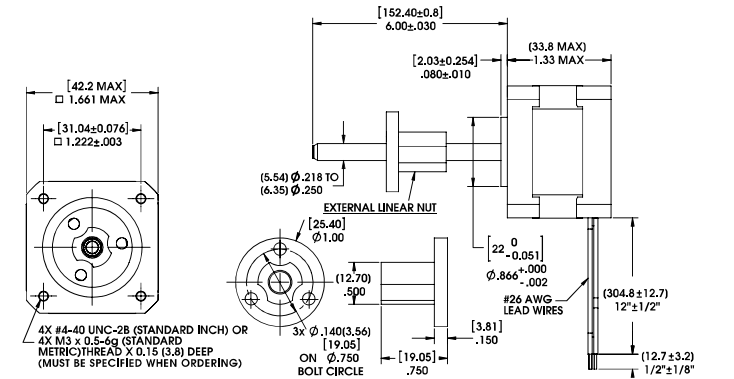 [152.40±0.8]
6.00±.030
[2.03±0.254]
.080±.010
(33.8 MAX)
1.33 MAX
[42.2 MAX]
□ 1.661 MAX
[31.04±0.076]
□ 1.222±.003
(5.54) Ø.218 TO
(6.35) Ø.250
EXTERNAL LINEAR NUT
[25.40]
Ø1.00
(12.70)
.500
3x Ø.140(3.56)
[19.05]
ON Ø.750
BOLT CIRCLE
[3.81]
.150
[19.05]
.750
[22 0
-0.051]
Ø.866+.000
-.002
#26 AWG
LEAD WIRES
(304.8±12.7)
12"±1/2"
(12.7±3.2)
1/2"±1/8"
4X #4-40 UNC-2B (STANDARD INCH) OR
4X M3 x 0.5-6g (STANDARD
METRIC)THREAD X 0.15 (3.8) DEEP
(MUST BE SPECIFIED WHEN ORDERING)